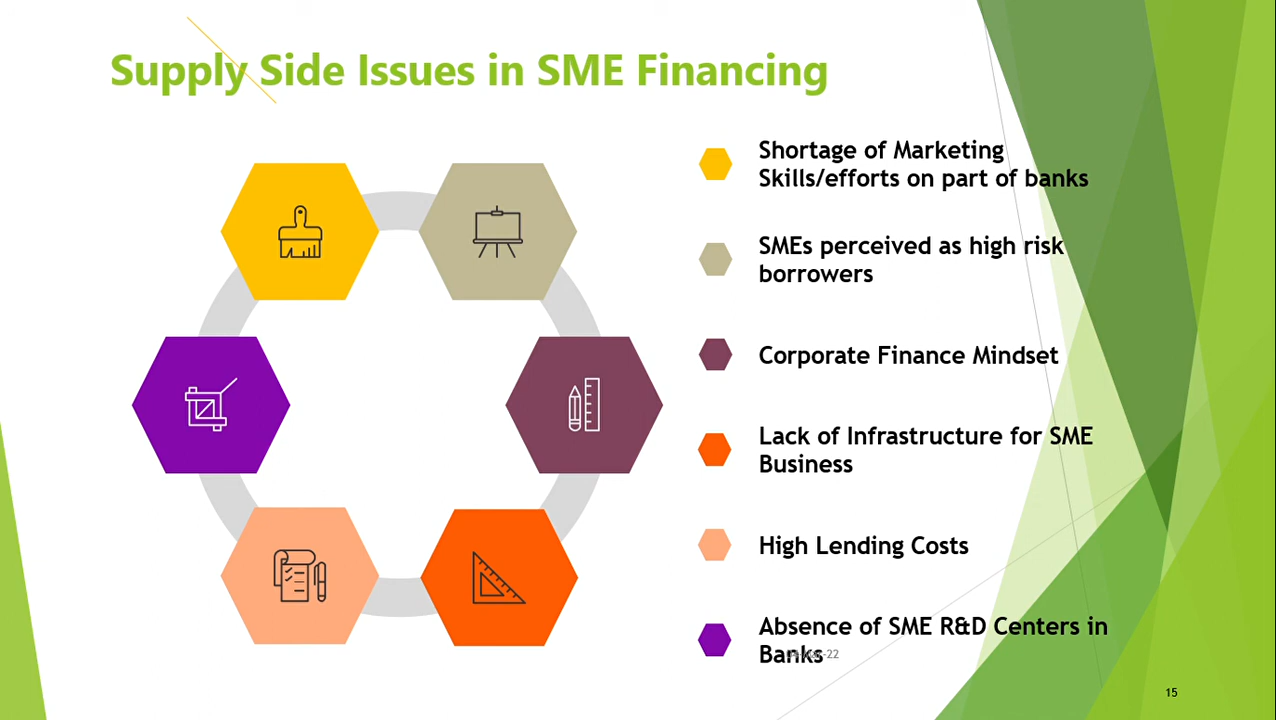 Supply Side Issues in SME Financing
Shortage of Marketing
Skills/efforts on part of banks
SMEs perceived as high risk
borrowers
Corporate Finance Mindset
Lack of Infrastructure for SME
Business
High Lending Costs
Absence of SME R&D Centers in
Banks
15